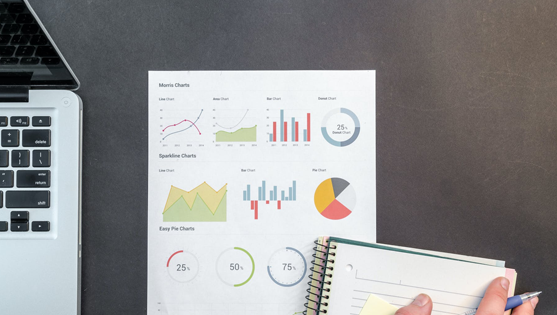 Morris Charts
Line Chart
Area Chart
Bar Chart
Donut Chart
25%
Donut Chart
Sparkline Charts
Line Chart
Bar Chart
Pie Chart
Easy Pie Charts
25%
50%
75%
delete
return
shift